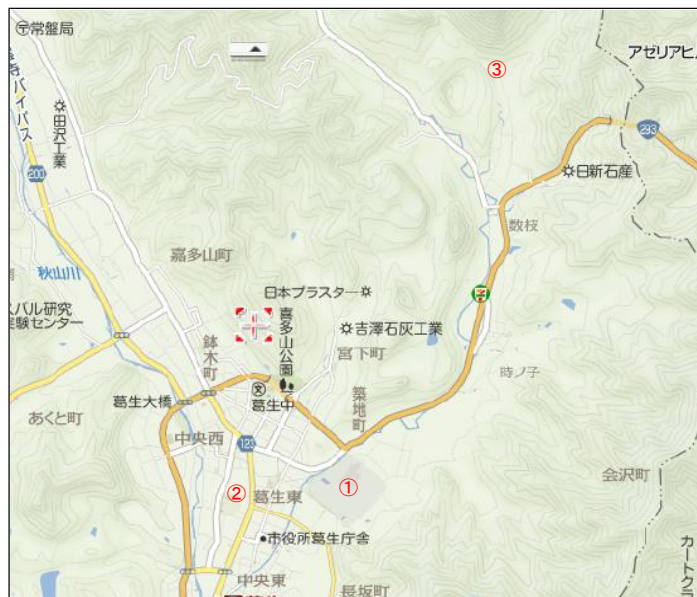 〒常盤局
③
アゼリアヒ
バイパス
田沢工業
293
200
日新石産
数枝
嘉多山町
秋山川
日本プラスター
スバル研究
実験センター
喜多山公園
吉澤石灰工業
鉢木町
宮下町
時ノ子
葛生大橋
文
葛生中
築地町
あくと町
中央西
123
会沢町
①
②
葛生東
市役所葛生庁舎
カートクラ
中央東
長坂町